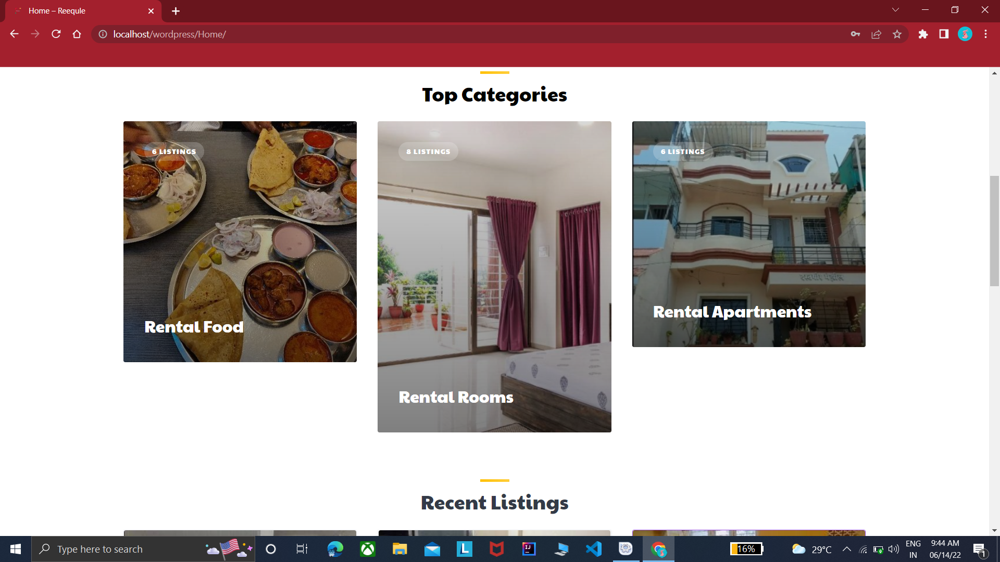 Home – Reequle
localhost/wordpress/Home/
Top Categories
6 LISTINGS
Rental Food
8 LISTINGS
Rental Rooms
6 LISTINGS
Rental Apartments
Recent Listings
Type here to search
16%
29°C
ENG
IN
9:44 AM
06/14/22
1